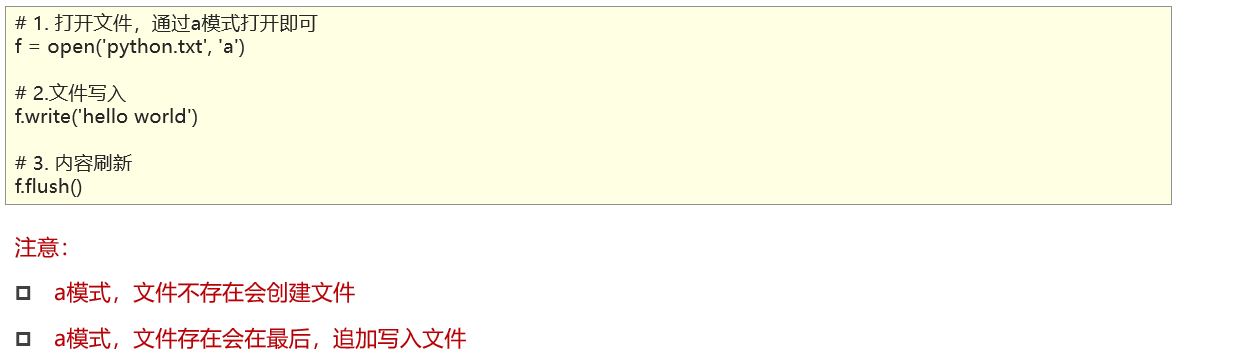 # 1. 打开文件，通过a模式打开即可
f = open('python.txt', 'a')
# 2.文件写入
f.write('hello world')
# 3. 内容刷新
f.flush()
注意：
a模式，文件不存在会创建文件
a模式，文件存在会在最后，追加写入文件